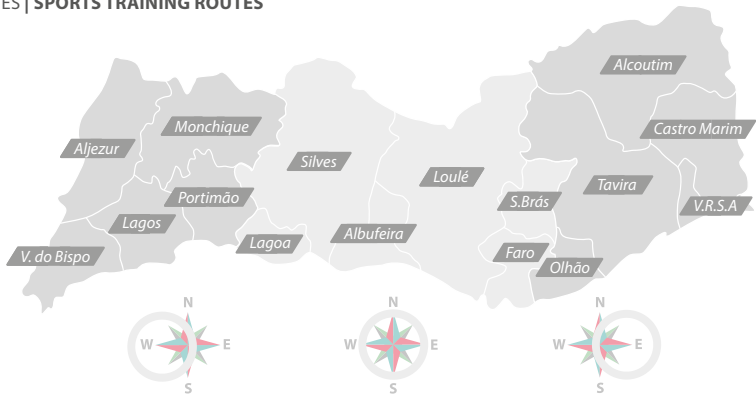 ES | SPORTS TRAINING ROUTES
Alcoutim
Castro Marim
Monchique
Aljezur
Silves
Loulé
Tavira
Portimão
S.Brás
V.R.S.A
Lagos
Albufeira
Lagoa
Faro
V. do Bispo
Olhão
N N N
W E W E W E
S S S